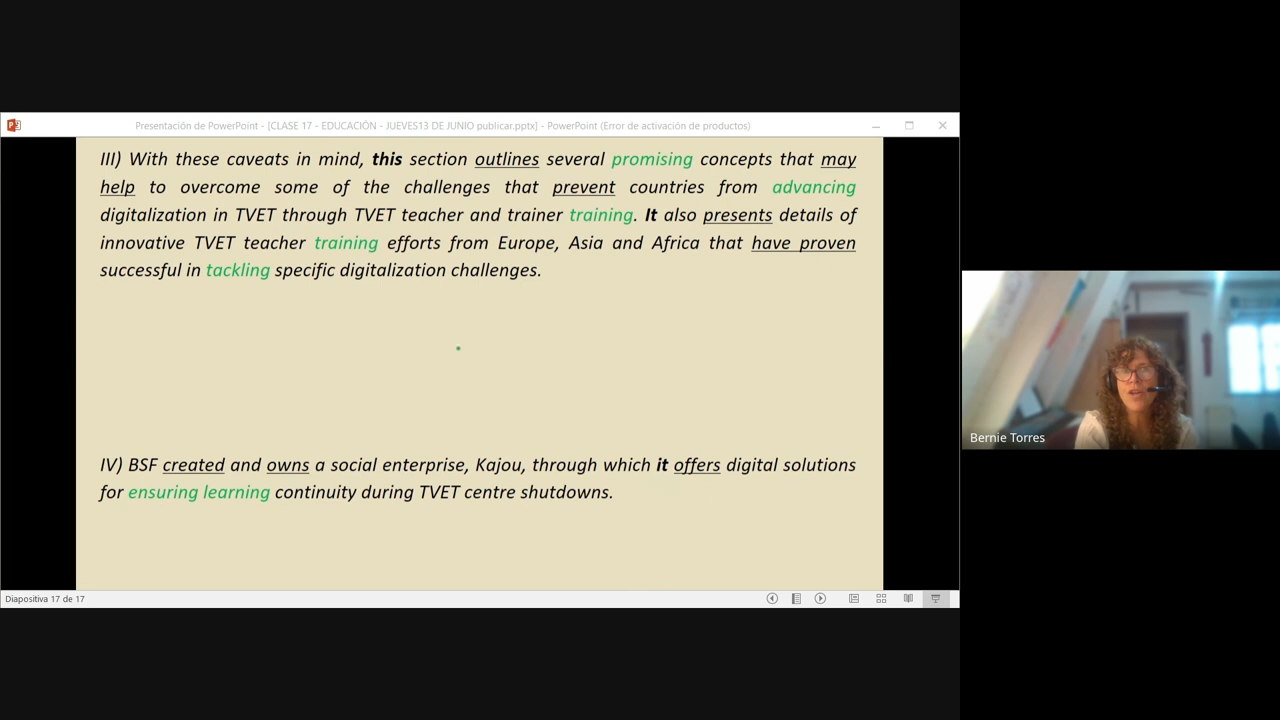 Presentación de PowerPoint - [CLASE 17 - EDUCACIÓN - JUEVES13 DE JUNIO publicar.pptx] - PowerPoint (Error de activación de productos)
III) With these caveats in mind, this section outlines several promising concepts that may
help to overcome some of the challenges that prevent countries from advancing
digitalization in TVET through TVET teacher and trainer training. It also presents details of
innovative TVET teacher training efforts from Europe, Asia and Africa that have proven
successful in tackling specific digitalization challenges.
IV) BSF created and owns a social enterprise, Kajou, through which it offers digital solutions
for ensuring learning continuity during TVET centre shutdowns.
Diapositiva 17 de 17
Bernie Torres